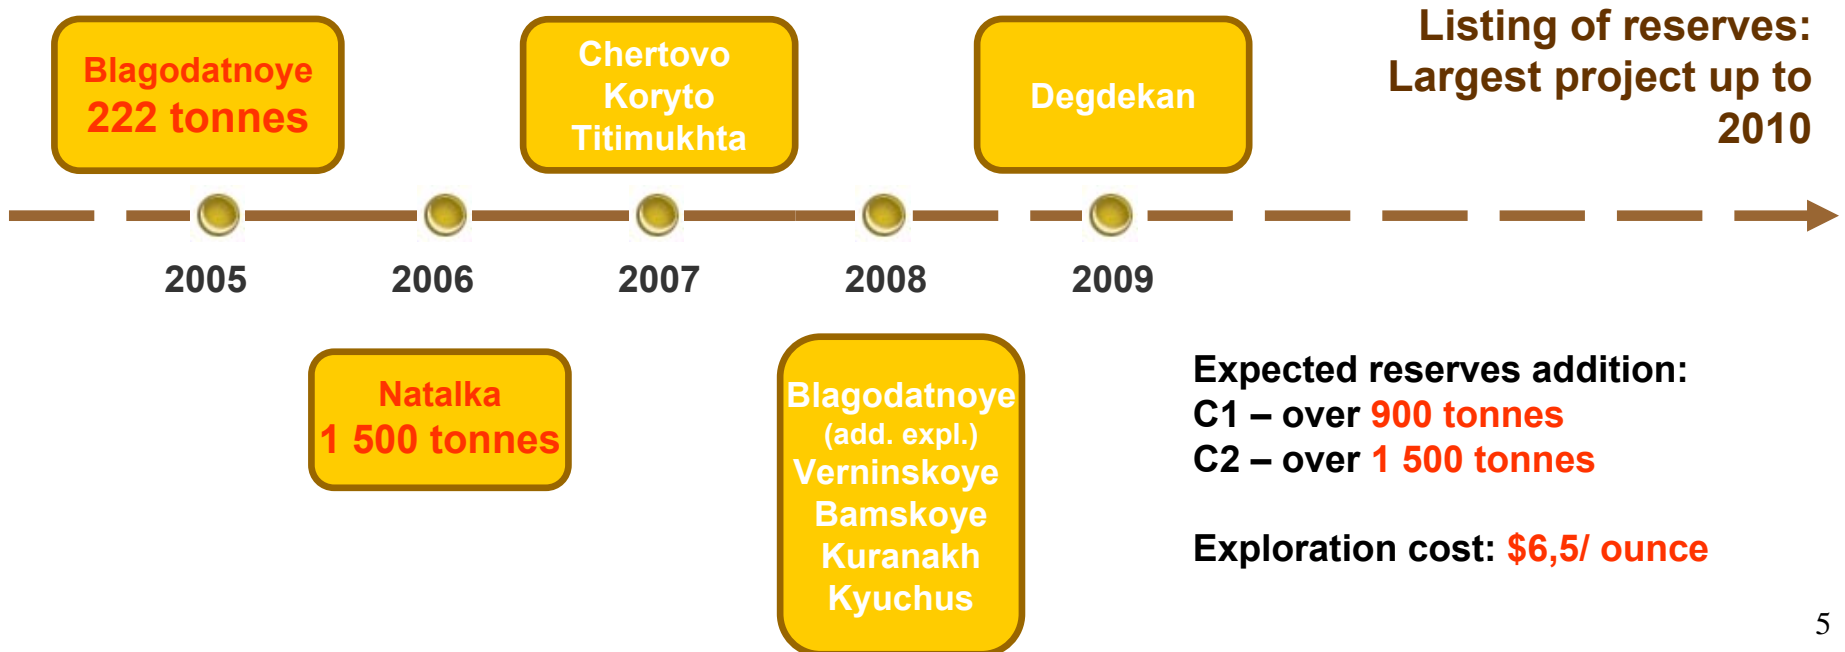 Listing of reserves:
Largest project up to
2010
Blagodatnoye
222 tonnes
Chertovo
Koryto
Titimukhta
Degdekan
2005
2006
2007
2008
2009
Natalka
1 500 tonnes
Blagodatnoye
(add. expl.)
Verninskoye
Bamskoye
Kuranakh
Kyuchus
Expected reserves addition:
C1 – over 900 tonnes
C2 – over 1 500 tonnes
Exploration cost: $6,5/ ounce
5